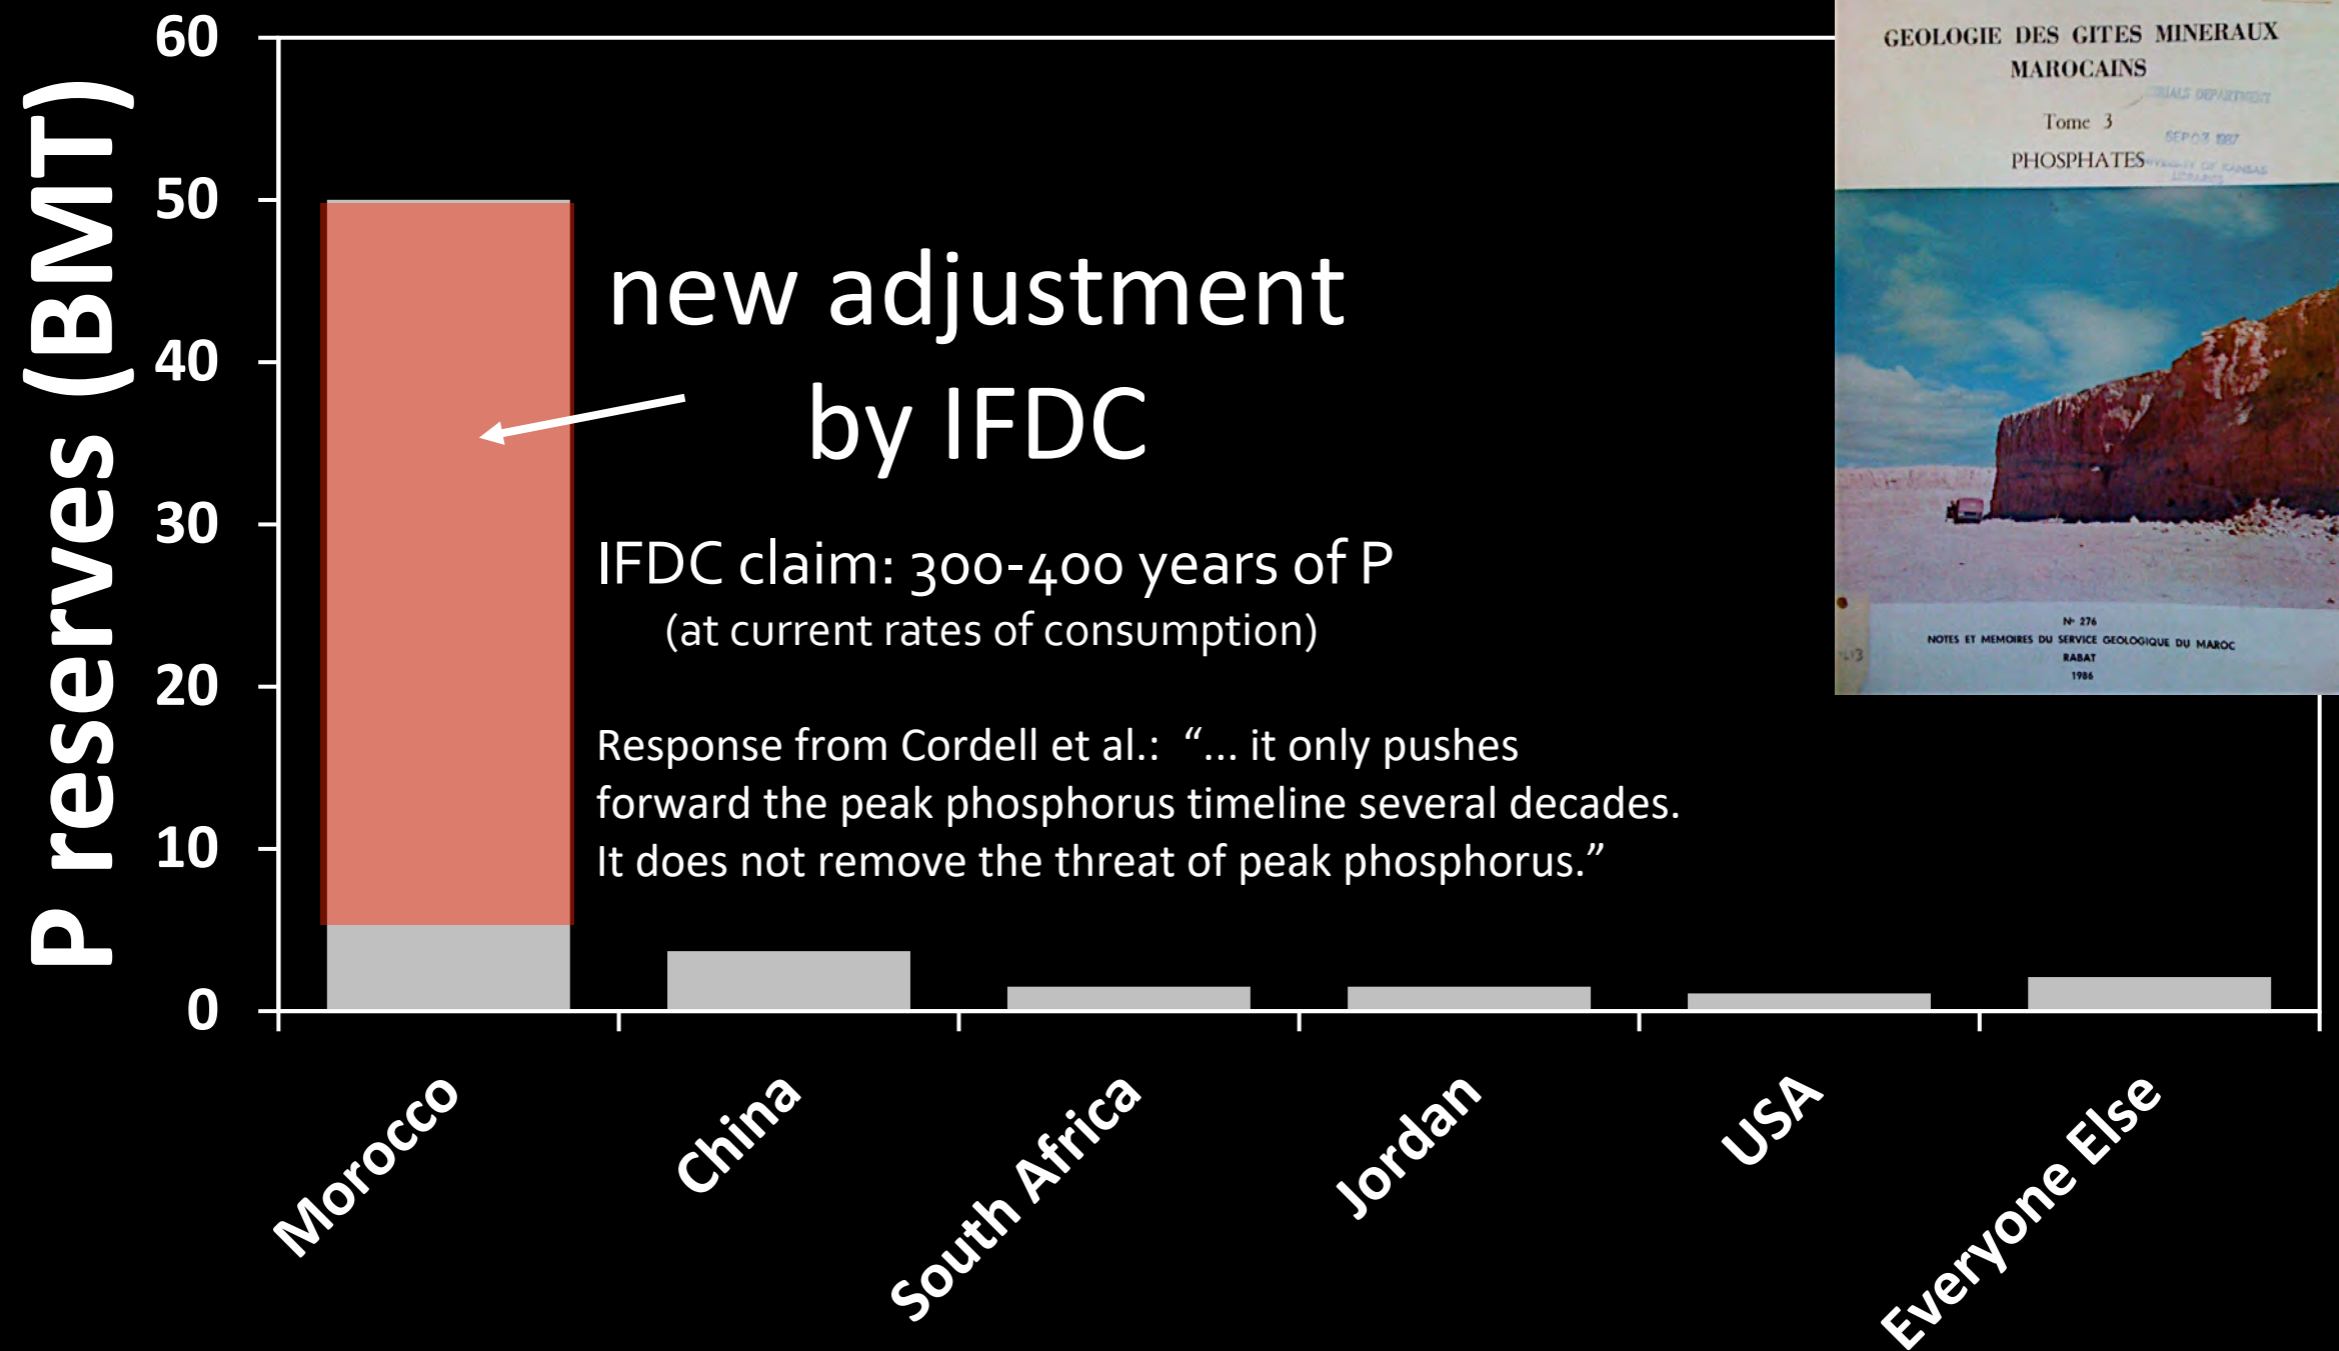 P reserves (BMT)
60
50
40
30
20
10
0
new adjustment
by IFDC
IFDC claim: 300-400 years of P
(at current rates of consumption)
Response from Cordell et al.: “... it only pushes
forward the peak phosphorus timeline several decades.
It does not remove the threat of peak phosphorus.”
Morocco
China
South Africa
Jordan
USA
Everyone Else
GEOLOGIE DES GITES MINERAUX
MAROCAINS
Tome 3
PHOSPHATES
SEP 03 1987
N° 276
NOTES ET MEMOIRES DU SERVICE GEOLOGIQUE DU MAROC
RABAT
1986